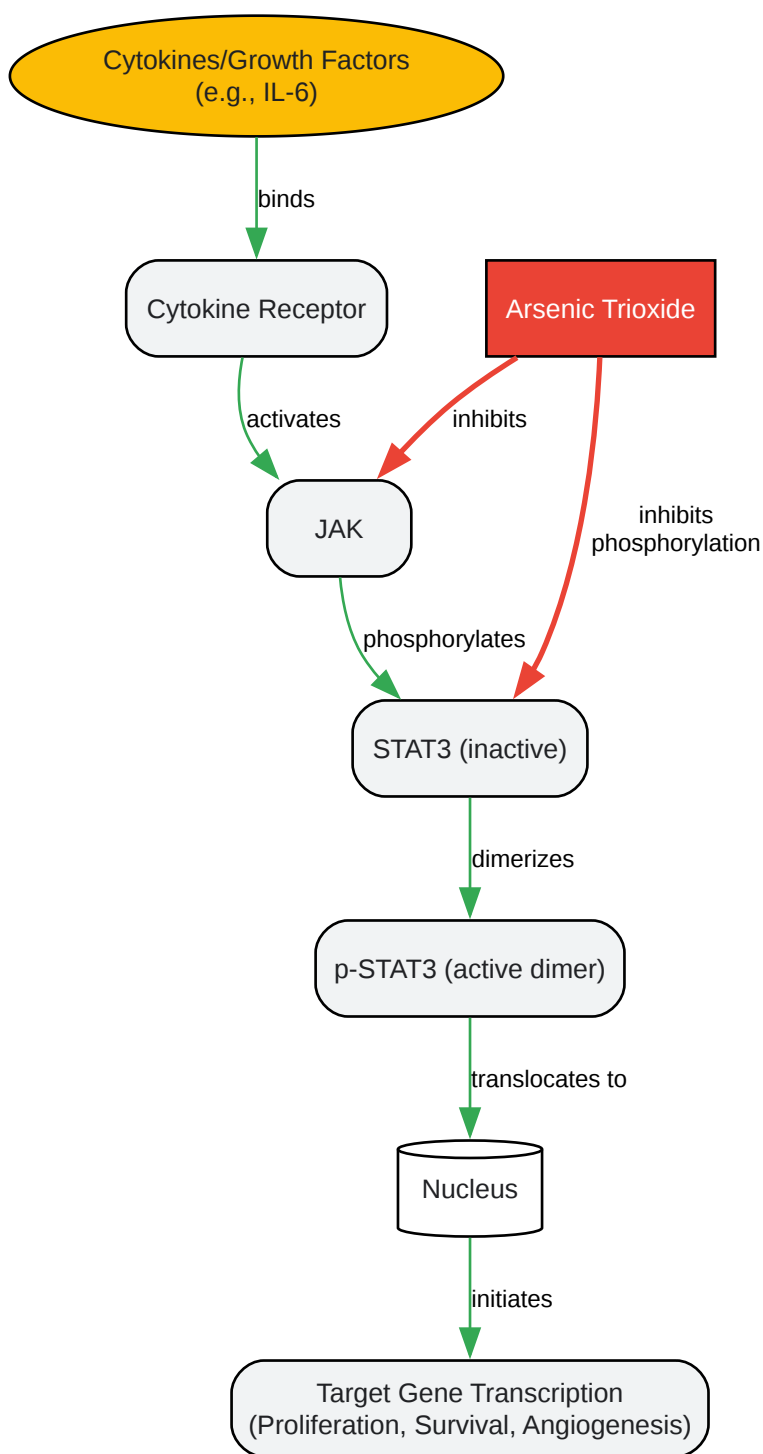 Cytokines/Growth Factors
(e.g., IL-6)
binds
Cytokine Receptor
Arsenic Trioxide
activates
inhibits
JAK
inhibits
phosphorylation
phosphorylates
STAT3 (inactive)
dimerizes
p-STAT3 (active dimer)
translocates to
Nucleus
initiates
Target Gene Transcription
(Proliferation, Survival, Angiogenesis)